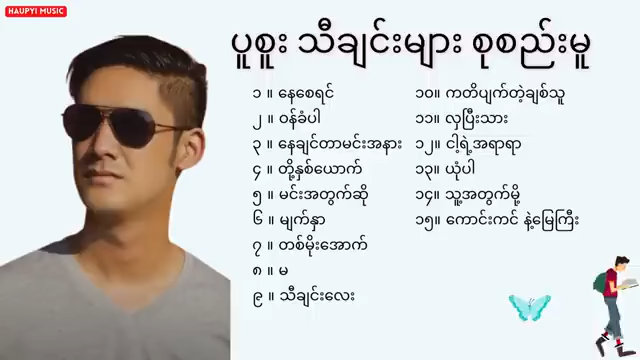 HAUPYI MUSIC
ပူစူး သီချင်းများ စုစည်းမူ
၁ ။ နေစေရင်
၂ ။ ဝန်ခံပါ
၃ ။ နေချင်တာမင်းအနား
၄ ။ တို့နှစ်ယောက်
၅ ။ မင်းအတွက်ဆို
၆ ။ မျက်နှာ
၇ ။ တစ်မိုးအောက်
၈ ။ မ
၉ ။ သီချင်းလေး
၁၀။ ကတိပျက်တဲ့ချစ်သူ
၁၁။ လှပြီးသား
၁၂။ ငါ့ရဲ့အရာရာ
၁၃။ ယုံပါ
၁၄။ သူ့အတွက်မို့
၁၅။ ကောင်းကင် နဲ့မြေကြီး